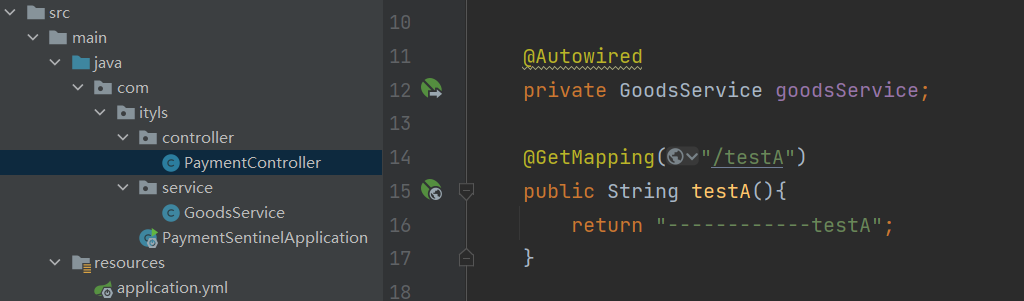 src
main
java
com
ityls
controller
PaymentController
service
GoodsService
PaymentSentinelApplication
resources
application.yml
10
11 @Autowired
12 private GoodsService goodsService;
13
14 @GetMapping("/testA")
15 public String testA(){
16 return "------------testA";
17 }
18